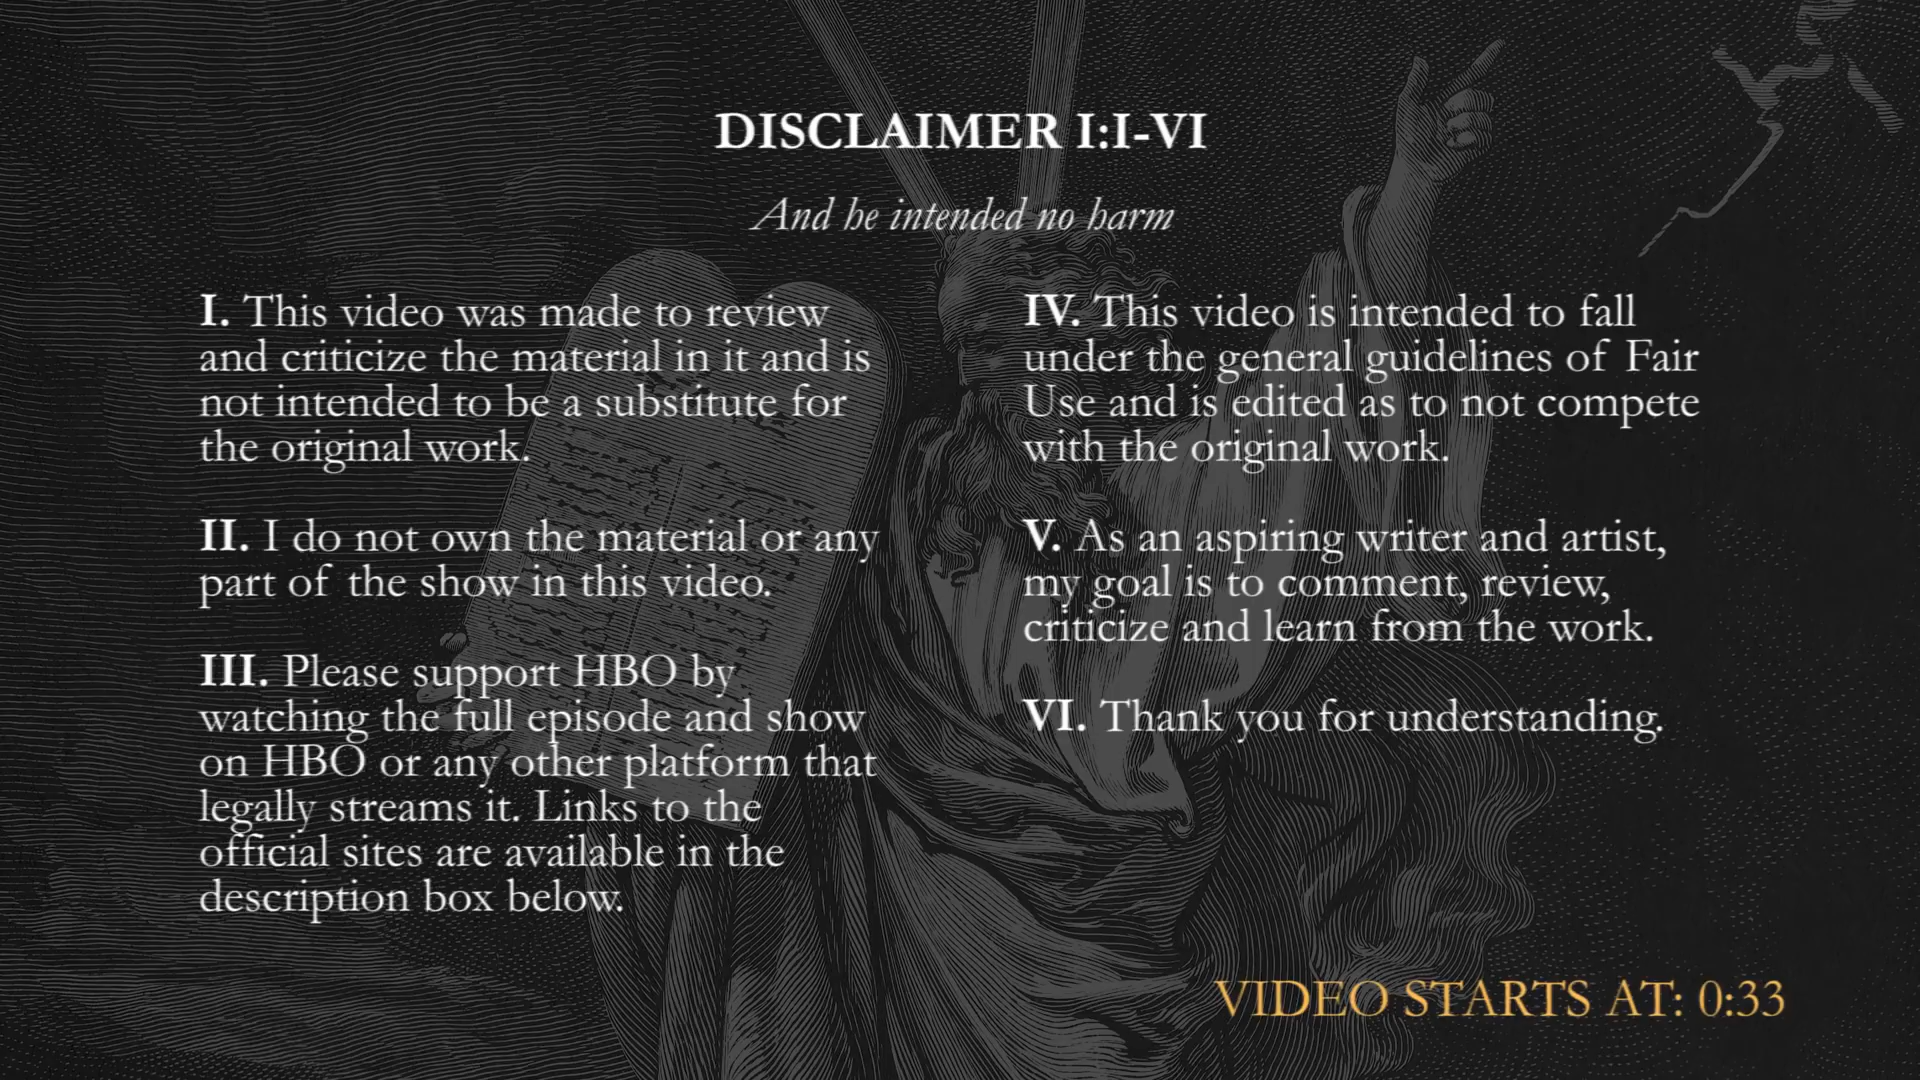 DISCLAIMER I:I-VI
And he intended no harm
I. This video was made to review
and criticize the material in it and is
not intended to be a substitute for
the original work.
II. I do not own the material or any
part of the show in this video.
III. Please support HBO by
watching the full episode and show
on HBO or any other platform that
legally streams it. Links to the
official sites are available in the
description box below.
IV. This video is intended to fall
under the general guidelines of Fair
Use and is edited as to not compete
with the original work.
V. As an aspiring writer and artist,
my goal is to comment, review,
criticize and learn from the work.
VI. Thank you for understanding.
VIDEO STARTS AT: 0:33